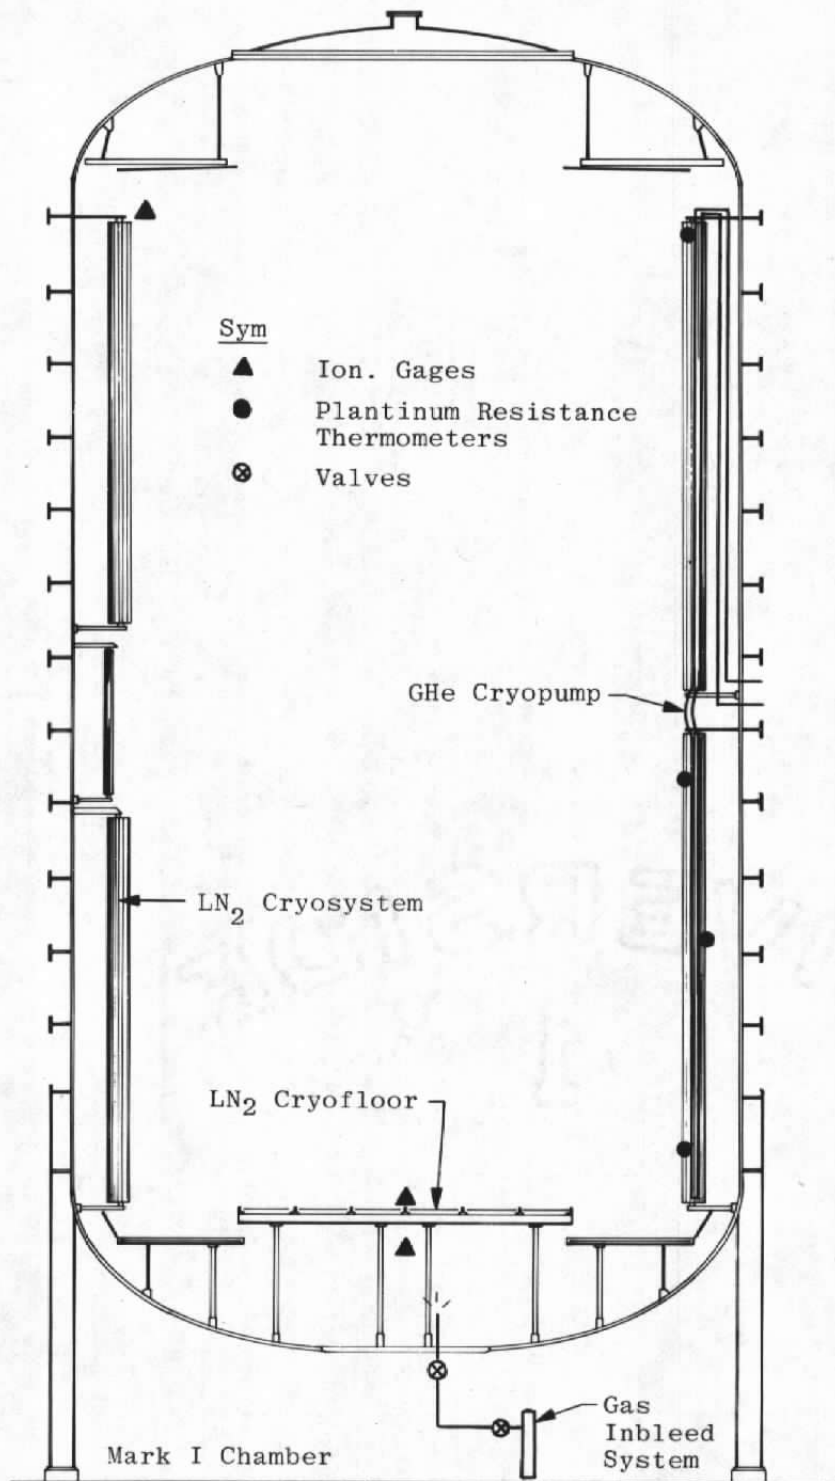 Sym
Ion. Gages
Plantinum Resistance
Thermometers
Valves
GHe Cryopump
LN2 Cryosystem
LN2 Cryofloor
Gas
Inbleed
System
Mark I Chamber